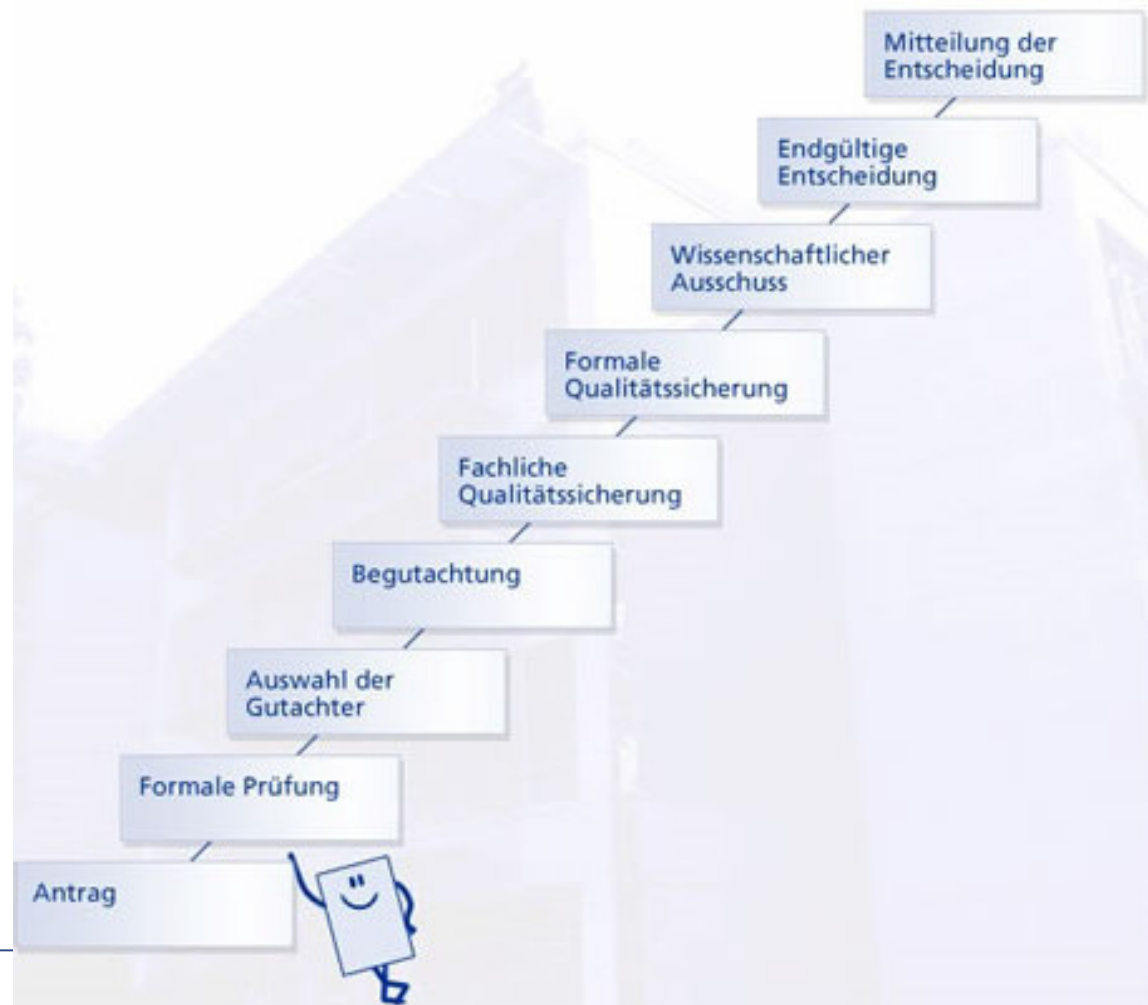 Mitteilung der
Entscheidung
Endgültige
Entscheidung
Wissenschaftlicher
Ausschuss
Formale
Qualitätssicherung
Fachliche
Qualitätssicherung
Begutachtung
Auswahl der
Gutachter
Formale Prüfung
Antrag